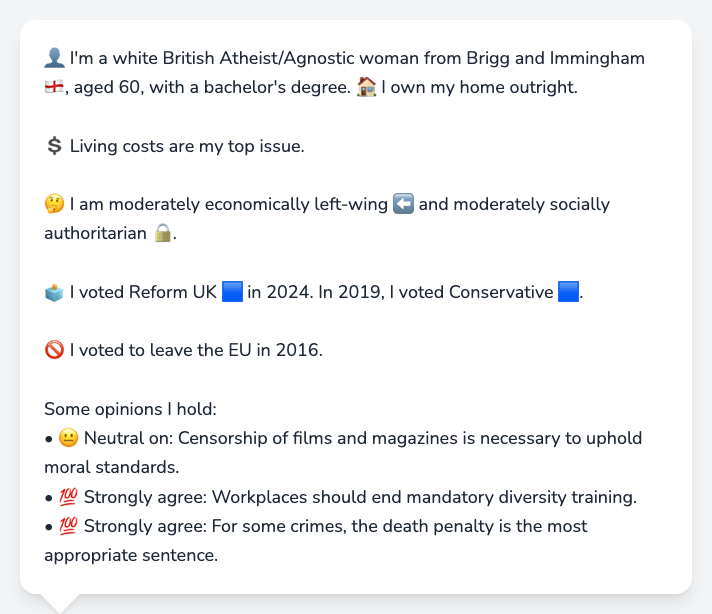 👤 I'm a white British Atheist/Agnostic woman from Brigg and Immingham
🏴󠁧󠁢󠁥󠁮󠁧󠁿, aged 60, with a bachelor's degree. 🏠 I own my home outright.
💲 Living costs are my top issue.
🤔 I am moderately economically left-wing ⬅️ and moderately socially
authoritarian 🔒.
🗳️ I voted Reform UK 🟦 in 2024. In 2019, I voted Conservative 🟦.
🚫 I voted to leave the EU in 2016.
Some opinions I hold:
• 😐 Neutral on: Censorship of films and magazines is necessary to uphold
moral standards.
• 💯 Strongly agree: Workplaces should end mandatory diversity training.
• 💯 Strongly agree: For some crimes, the death penalty is the most
appropriate sentence.